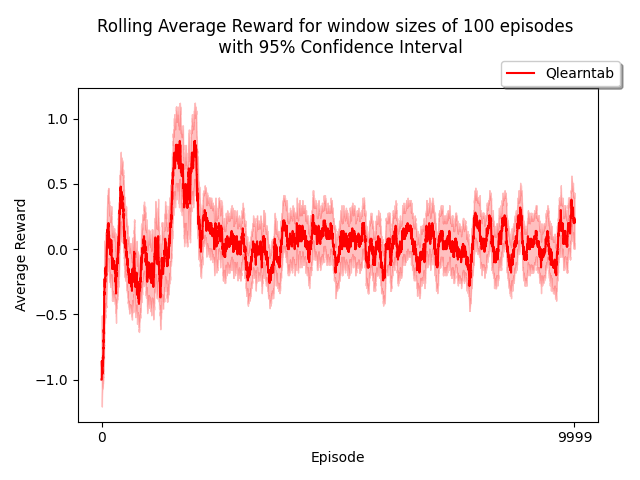 Rolling Average Reward for window sizes of 100 episodes
with 95% Confidence Interval
Qlearntab
1.0
0.5
0.0
−0.5
−1.0
Average Reward
0
9999
Episode